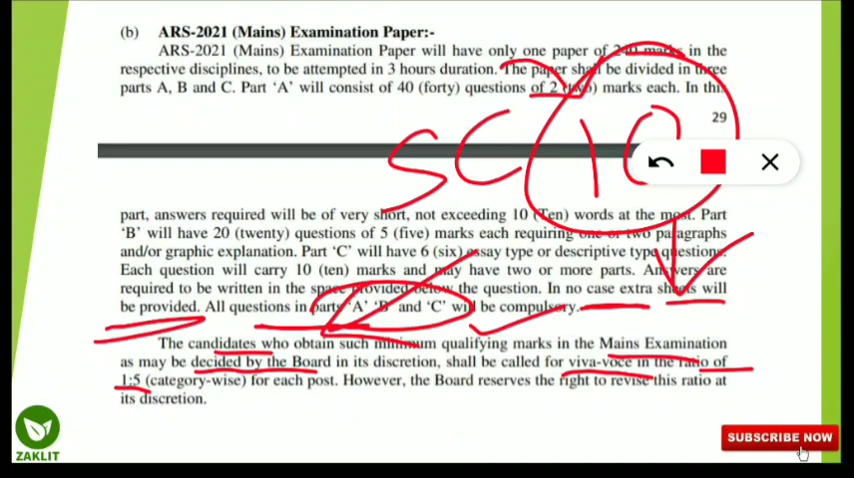 (b) ARS-2021 (Mains) Examination Paper:-
ARS-2021 (Mains) Examination Paper will have only one paper of 240 marks in the
respective disciplines, to be attempted in 3 hours duration. The paper shall be divided in three
parts A, B and C. Part ‘A’ will consist of 40 (forty) questions of 2 (two) marks each. In this
29
SC 10
part, answers required will be of very short, not exceeding 10 (Ten) words at the most. Part
‘B’ will have 20 (twenty) questions of 5 (five) marks each requiring one or two paragraphs
and/or graphic explanation. Part ‘C’ will have 6 (six) essay type or descriptive type questions.
Each question will carry 10 (ten) marks and may have two or more parts. Answers are
required to be written in the space provided below the question. In no case extra sheets will
be provided. All questions in parts ‘A’ ‘B’ and ‘C’ will be compulsory.
The candidates who obtain such minimum qualifying marks in the Mains Examination
as may be decided by the Board in its discretion, shall be called for viva-voce in the ratio of
1:5 (category-wise) for each post. However, the Board reserves the right to revise this ratio at
its discretion.
ZAKLIT
SUBSCRIBE NOW